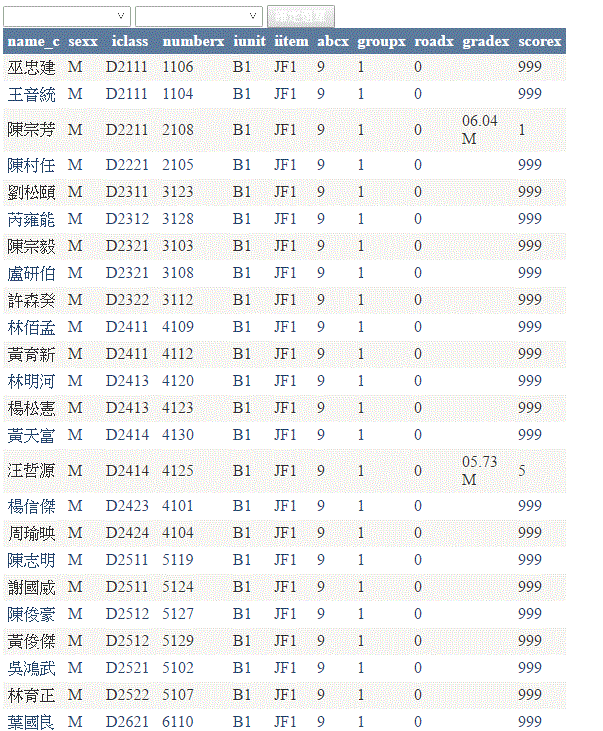 name_c sexx iclass numberx iunit iitem abcx groupx roadx gradex scorex
巫忠建 M D2111 1106 B1 JF1 9 1 0 999
王音統 M D2111 1104 B1 JF1 9 1 0 999
陳宗芳 M D2211 2108 B1 JF1 9 1 0 06.04 M 1
陳村任 M D2221 2105 B1 JF1 9 1 0 999
劉松頤 M D2311 3123 B1 JF1 9 1 0 999
芮雍能 M D2312 3128 B1 JF1 9 1 0 999
陳宗毅 M D2321 3103 B1 JF1 9 1 0 999
盧研伯 M D2321 3108 B1 JF1 9 1 0 999
許森癸 M D2322 3112 B1 JF1 9 1 0 999
林佰孟 M D2411 4109 B1 JF1 9 1 0 999
黃育新 M D2411 4112 B1 JF1 9 1 0 999
林明河 M D2413 4120 B1 JF1 9 1 0 999
楊松憲 M D2413 4123 B1 JF1 9 1 0 999
黃天富 M D2414 4130 B1 JF1 9 1 0 999
汪哲源 M D2414 4125 B1 JF1 9 1 0 05.73 M 5
楊信傑 M D2423 4101 B1 JF1 9 1 0 999
周瑜映 M D2424 4104 B1 JF1 9 1 0 999
陳志明 M D2511 5119 B1 JF1 9 1 0 999
謝國威 M D2511 5124 B1 JF1 9 1 0 999
陳俊豪 M D2512 5127 B1 JF1 9 1 0 999
黃俊傑 M D2512 5129 B1 JF1 9 1 0 999
吳鴻武 M D2521 5102 B1 JF1 9 1 0 999
林育正 M D2522 5107 B1 JF1 9 1 0 999
葉國良 M D2621 6110 B1 JF1 9 1 0 999